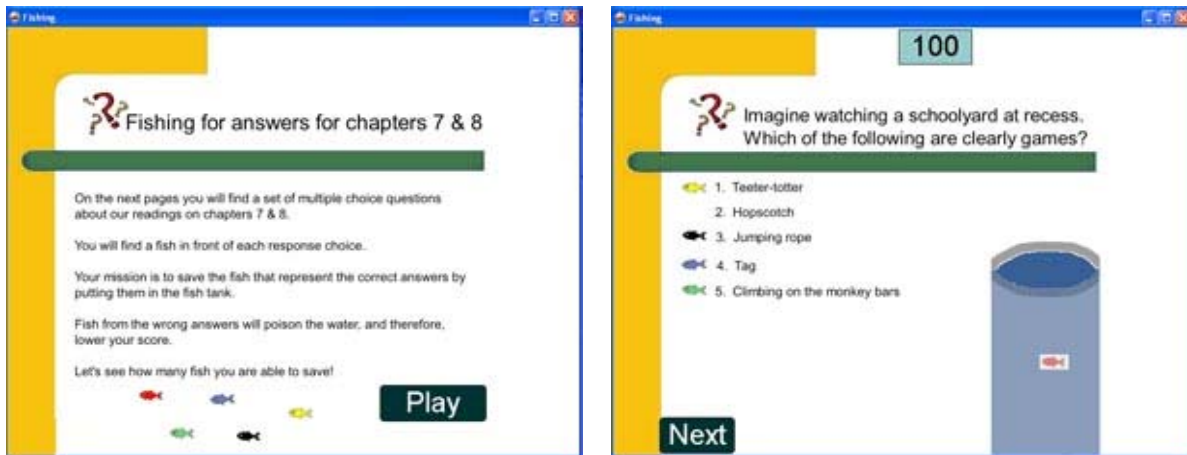 Fishing
Fishing for answers for chapters 7 & 8
On the next pages you will find a set of multiple choice questions
about our readings on chapters 7 & 8.
You will find a fish in front of each response choice.
Your mission is to save the fish that represent the correct answers by
putting them in the fish tank.
Fish from the wrong answers will poison the water, and therefore,
lower your score.
Let's see how many fish you are able to save!
Play
Fishing
100
Imagine watching a schoolyard at recess.
Which of the following are clearly games?
1. Teeter-totter
2. Hopscotch
3. Jumping rope
4. Tag
5. Climbing on the monkey bars
Next